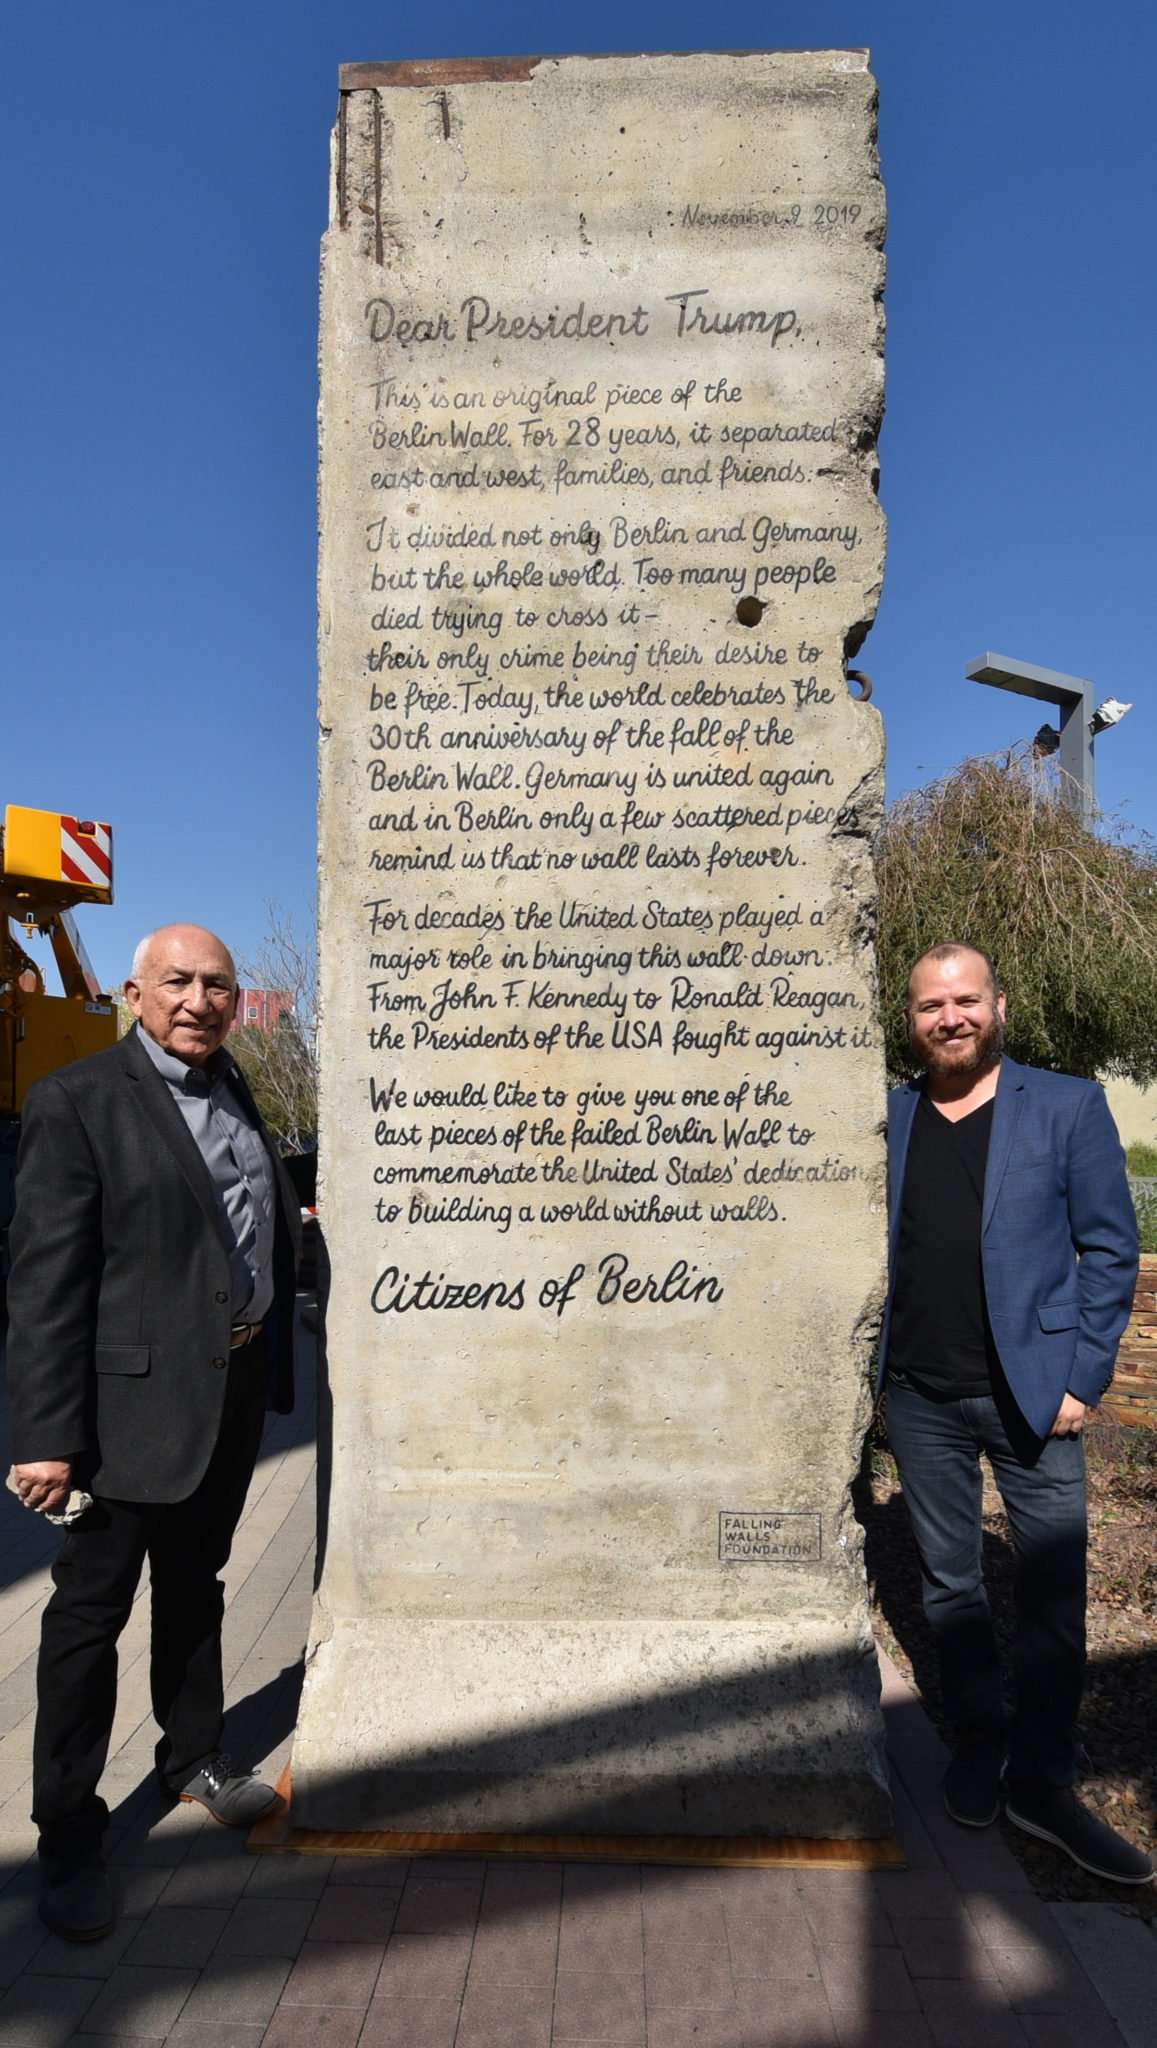 November 9 2019
Dear President Trump,
This is an original piece of the
Berlin Wall. For 28 years, it separated
east and west, families, and friends.
It divided not only Berlin and Germany,
but the whole world. Too many people
died trying to cross it –
their only crime being their desire to
be free. Today, the world celebrates the
30th anniversary of the fall of the
Berlin Wall. Germany is united again
and in Berlin only a few scattered pieces
remind us that no wall lasts forever.
For decades the United States played a
major role in bringing this wall down.
From John F. Kennedy to Ronald Reagan,
the Presidents of the USA fought against it
We would like to give you one of the
last pieces of the failed Berlin Wall to
commemorate the United States' dedication
to building a world without walls.
Citizens of Berlin
FALLING
WALLS
FOUNDATION